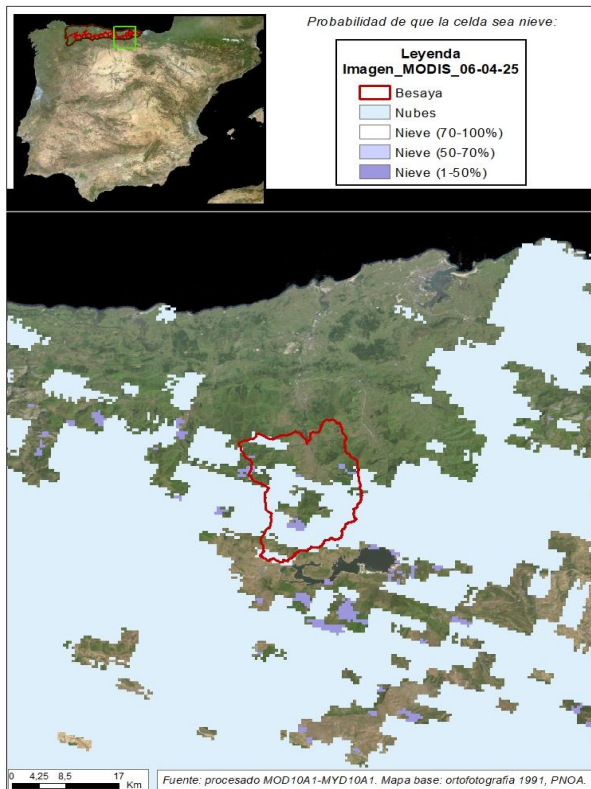 Probabilidad de que la celda sea nieve:
Leyenda
Imagen_MODIS_06-04-25
Besaya
Nubes
Nieve (70-100%)
Nieve (50-70%)
Nieve (1-50%)
0 4,25 8,5 17
Km
Fuente: procesado MOD10A1-MYD10A1. Mapa base: ortofotografia 1991, PNOA.